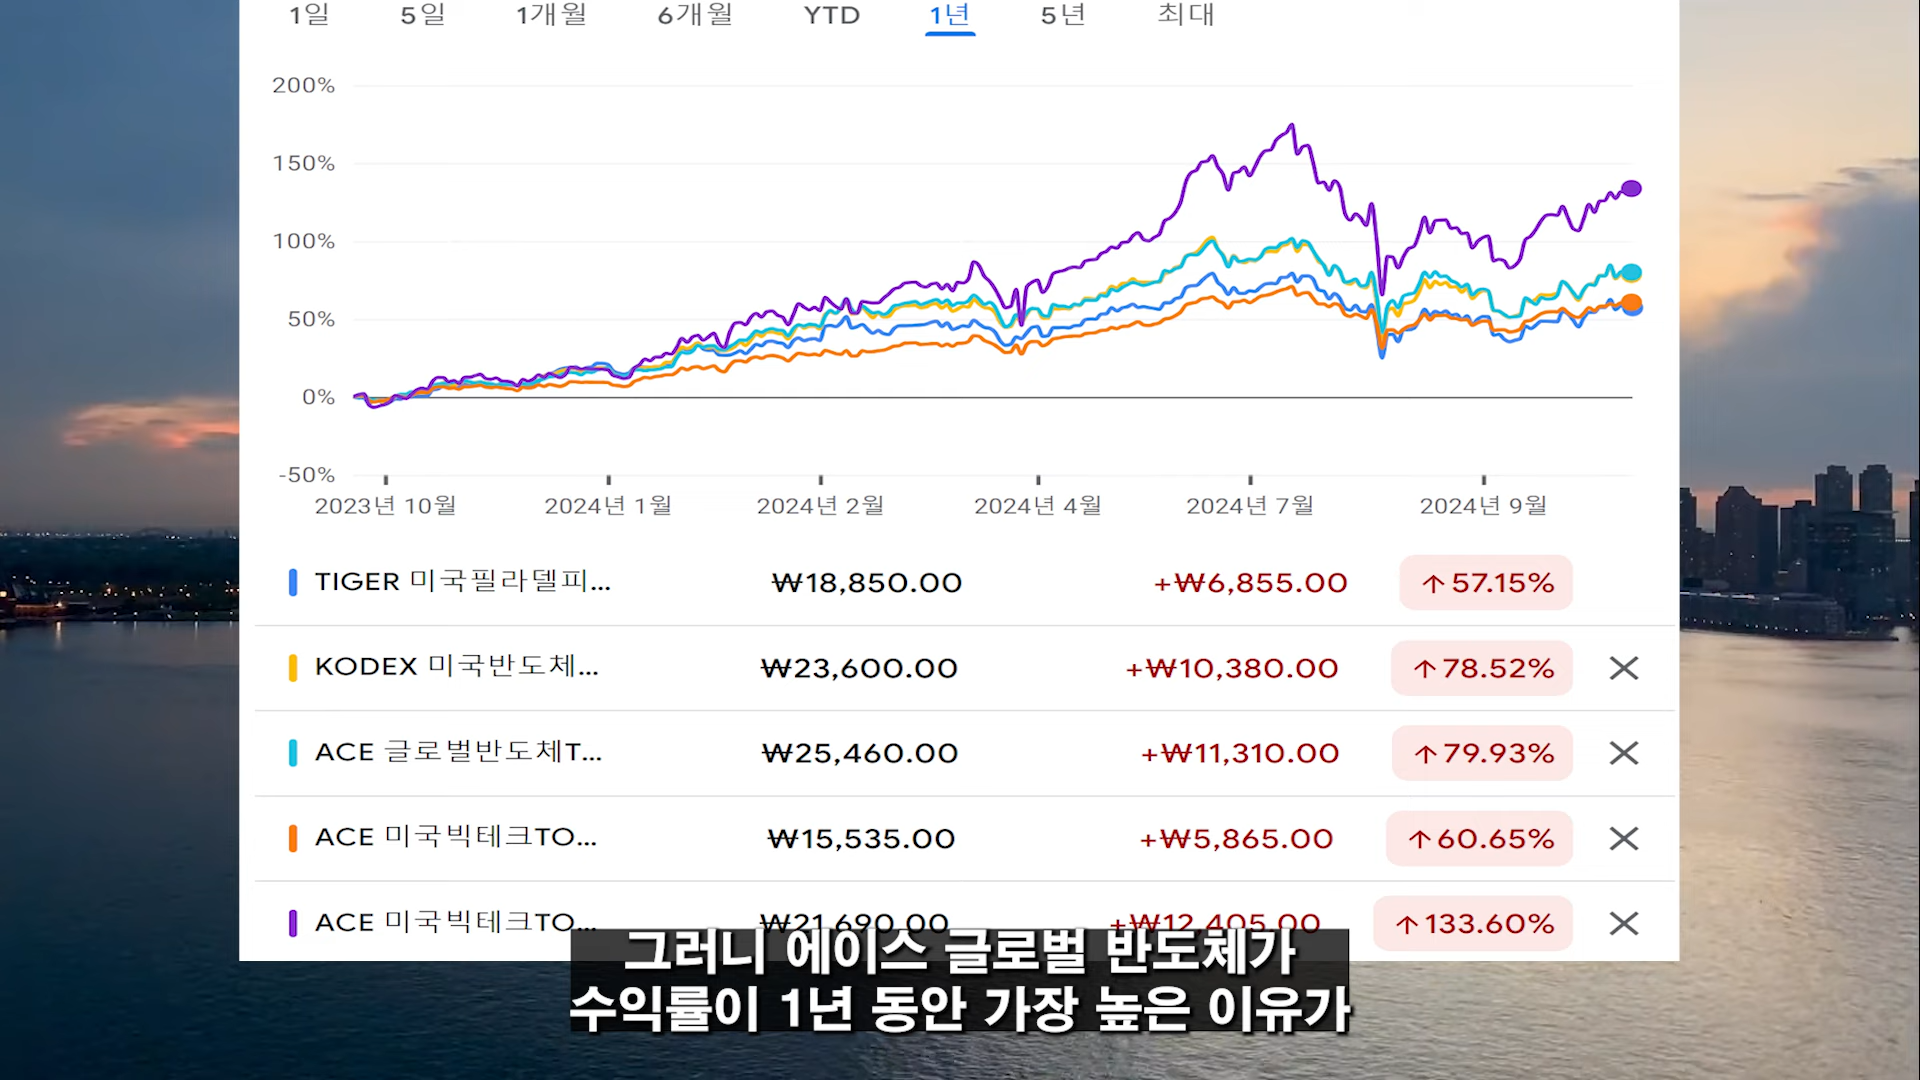 1일 5일 1개월 6개월 YTD 1년 5년 최대
200%
150%
100%
50%
0%
-50%
2023년 10월 2024년 1월 2024년 2월 2024년 4월 2024년 7월 2024년 9월
TIGER 미국필라델피... ₩18,850.00 +₩6,855.00 ↑57.15%
KODEX 미국반도체... ₩23,600.00 +₩10,380.00 ↑78.52%
ACE 글로벌반도체T... ₩25,460.00 +₩11,310.00 ↑79.93%
ACE 미국빅테크TO... ₩15,535.00 +₩5,865.00 ↑60.65%
ACE 미국빅테크TO... ₩21,690.00 +₩12,405.00 ↑133.60%
그러니 에이스 글로벌 반도체가
수익률이 1년 동안 가장 높은 이유가